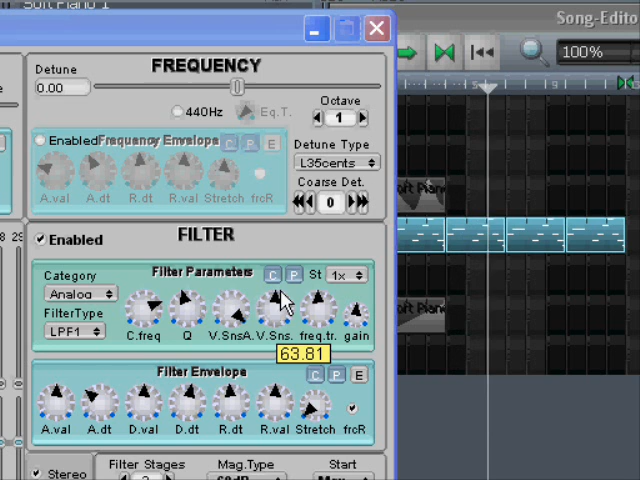 Soft Piano 1
Song-Edito
FREQUENCY
Detune
0.00
100%
440Hz
Eq.T.
Octave
1
Enabled
Frequency Envelope
C
P
E
Detune Type
L35cents
A.val
A.dt
R.dt
R.val
Stretch
frcR
Coarse Det.
0
Enabled
FILTER
Category
Filter Parameters
C
P
St
1x
Analog
FilterType
LPF1
C.freq
Q
V.SnsA.
V.Sns.
freq.tr.
gain
63.81
Filter Envelope
C
P
E
A.val
A.dt
D.val
D.dt
R.dt
R.val
Stretch
frcR
Stereo
Filter Stages
Mag.Type
Start